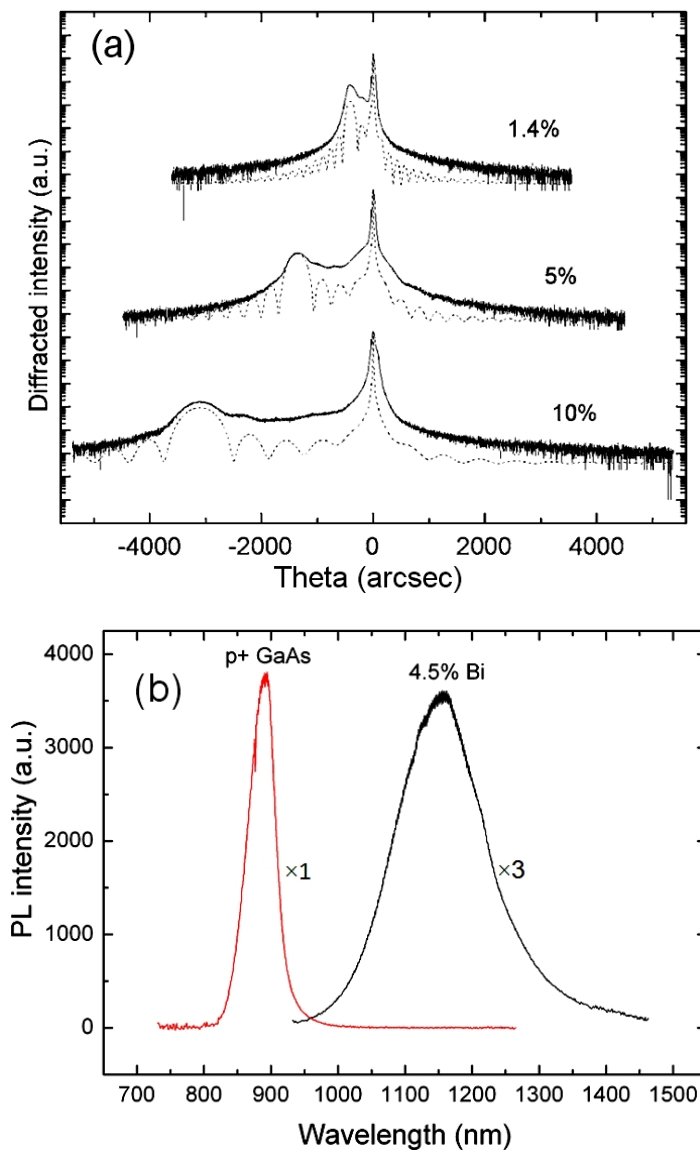 (a)
1.4%
5%
10%
Diffracted intensity (a.u.)
-4000 -2000 0 2000 4000
Theta (arcsec)
(b)
p+ GaAs
4.5% Bi
×1
×3
4000
3000
2000
1000
0
PL intensity (a.u.)
700 800 900 1000 1100 1200 1300 1400 1500
Wavelength (nm)